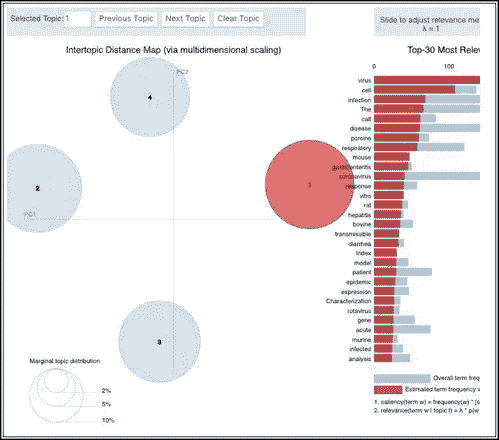 Selected Topic: 1 Previous Topic Next Topic Clear Topic
Slide to adjust relevance me
λ = 1
Intertopic Distance Map (via multidimensional scaling)
Top-30 Most Relev
PC2
PC1
4
2
1
3
0 100
virus
cell
infection
The
calf
disease
porcine
respiratory
mouse
gastroenteritis
coronavirus
response
vitro
rat
hepatitis
bovine
transmissible
diarrhea
Index
model
patient
epidemic
expression
Characterization
rotavirus
gene
acute
murine
infected
analysis
Marginal topic distribution
2%
5%
10%
Overall term freq
Estimated term frequency w
1. saliency(term w) = frequency(w) * [s
2. relevance(term w | topic t) = λ * p(w